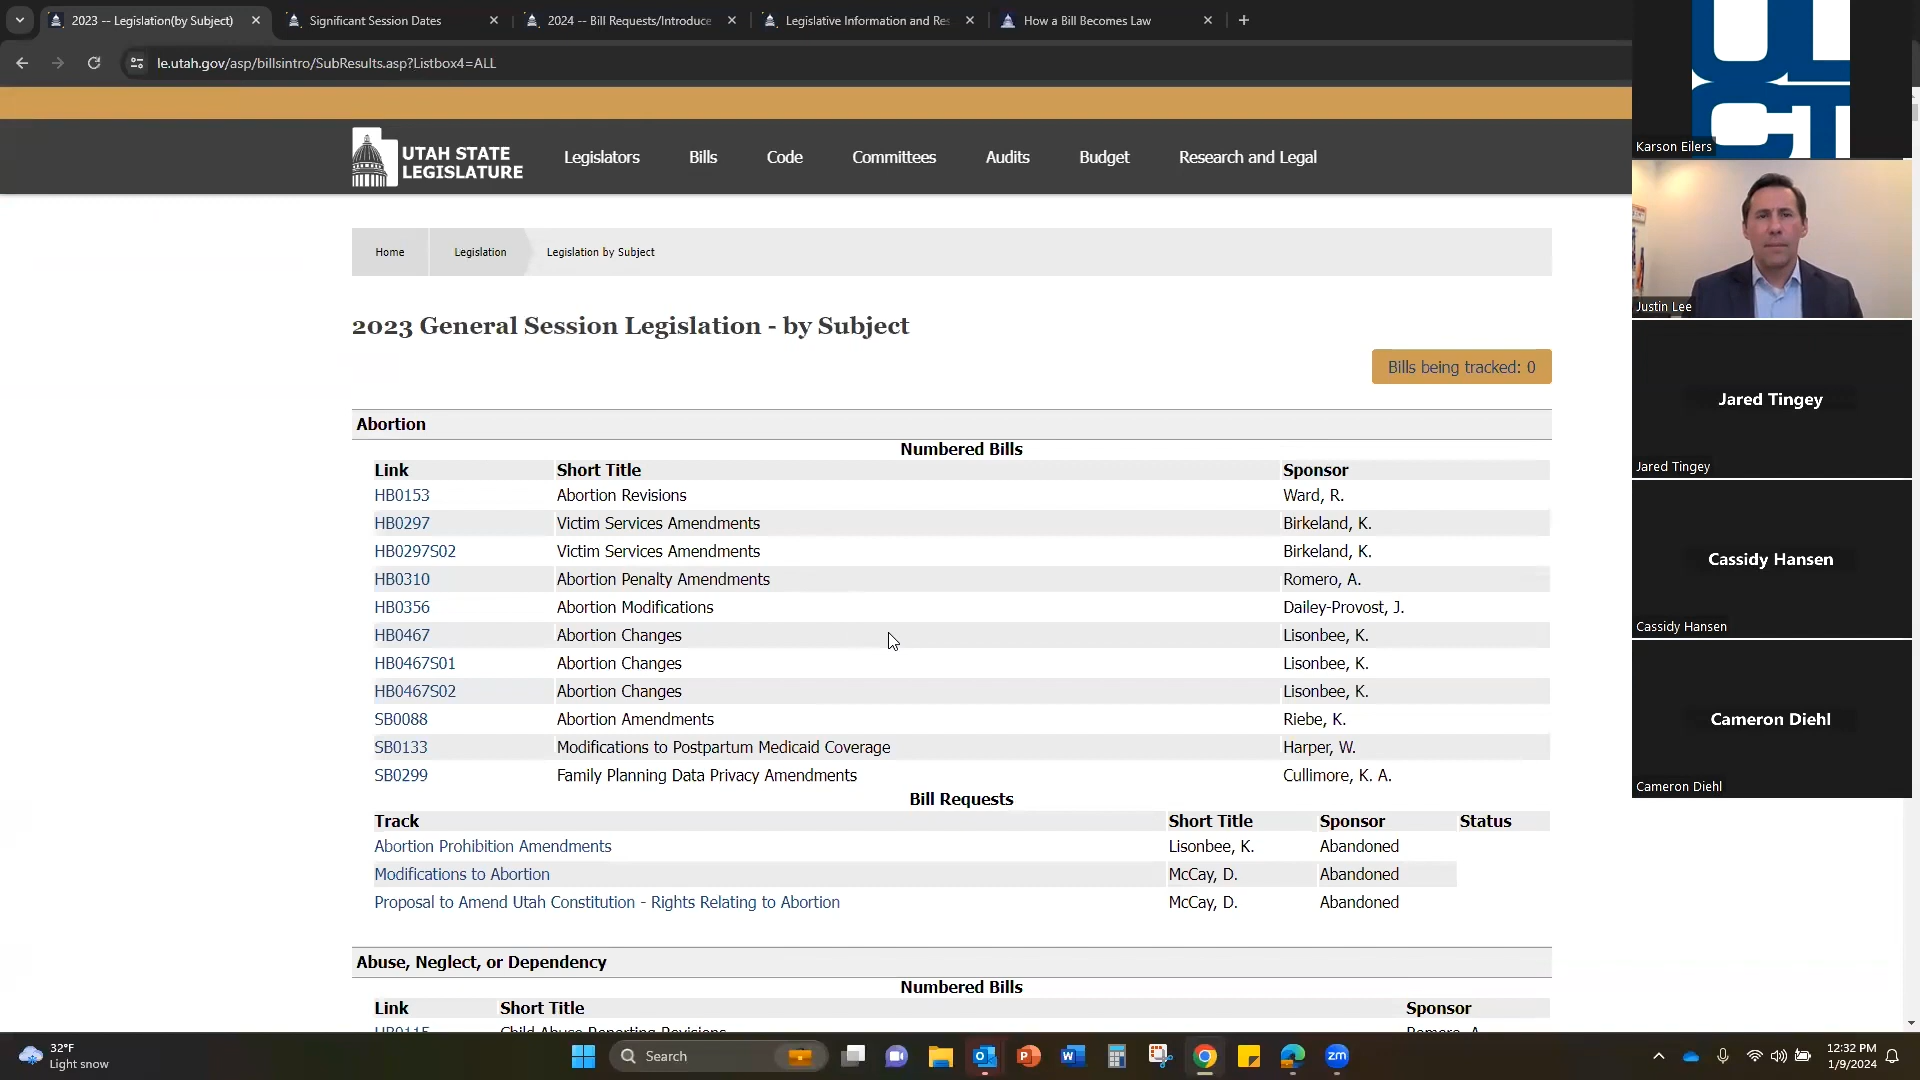 2023 -- Legislation(by Subject)
Significant Session Dates
2024 -- Bill Requests/Introduce
Legislative Information and Res
How a Bill Becomes Law
le.utah.gov/asp/billsintro/SubResults.asp?Listbox4=ALL
UTAH STATE
LEGISLATURE
Legislators
Bills
Code
Committees
Audits
Budget
Research and Legal
Home
Legislation
Legislation by Subject
2023 General Session Legislation - by Subject
Bills being tracked: 0
Abortion
Numbered Bills
Link Short Title Sponsor
HB0153 Abortion Revisions Ward, R.
HB0297 Victim Services Amendments Birkeland, K.
HB0297S02 Victim Services Amendments Birkeland, K.
HB0310 Abortion Penalty Amendments Romero, A.
HB0356 Abortion Modifications Dailey-Provost, J.
HB0467 Abortion Changes Lisonbee, K.
HB0467S01 Abortion Changes Lisonbee, K.
HB0467S02 Abortion Changes Lisonbee, K.
SB0088 Abortion Amendments Riebe, K.
SB0133 Modifications to Postpartum Medicaid Coverage Harper, W.
SB0299 Family Planning Data Privacy Amendments Cullimore, K. A.
Bill Requests
Track Short Title Sponsor Status
Abortion Prohibition Amendments Lisonbee, K. Abandoned
Modifications to Abortion McCay, D. Abandoned
Proposal to Amend Utah Constitution - Rights Relating to Abortion McCay, D. Abandoned
Abuse, Neglect, or Dependency
Numbered Bills
Link Short Title Sponsor
HB0115 Child Abuse Reporting Revisions Romero, A.
Karson Eilers
Justin Lee
Jared Tingey
Jared Tingey
Cassidy Hansen
Cassidy Hansen
Cameron Diehl
Cameron Diehl
32°F
Light snow
Search
zm
12:32 PM
1/9/2024